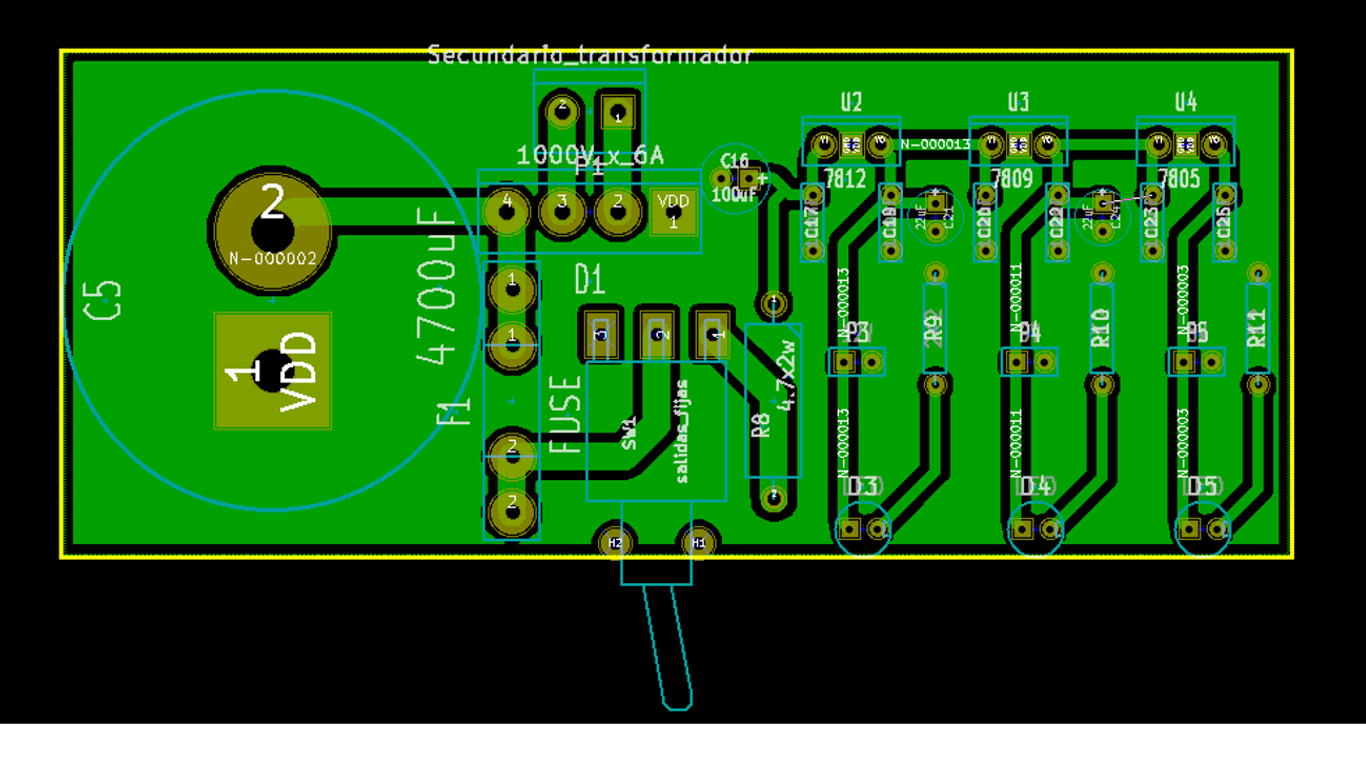 Secundario_transformador
2
1
1000V_x_6A
P1
4
3
2
VDD
1
D1
2
N-000002
1
VDD
C5
4700uF
1
1
F1
FUSE
2
2
3
2
1
SW1
salidas_fijas
H2
H1
C16
100uF
+
1
4.7x2w
R8
2
U2
U3
U4
N-000013
7812
7809
7805
C17
C19
22uF
C21
C20
C22
22uF
C23
C25
N-000013
N-000011
N-000003
P3
R9
P4
R10
P5
R11
N-000013
N-000011
N-000003
D3
D4
D5